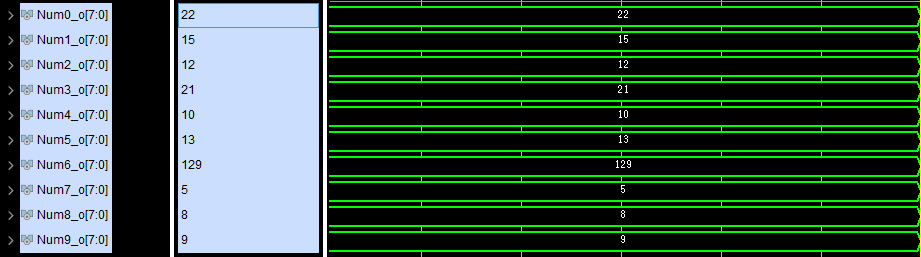 Num0_o[7:0] 22 22
Num1_o[7:0] 15 15
Num2_o[7:0] 12 12
Num3_o[7:0] 21 21
Num4_o[7:0] 10 10
Num5_o[7:0] 13 13
Num6_o[7:0] 129 129
Num7_o[7:0] 5 5
Num8_o[7:0] 8 8
Num9_o[7:0] 9 9